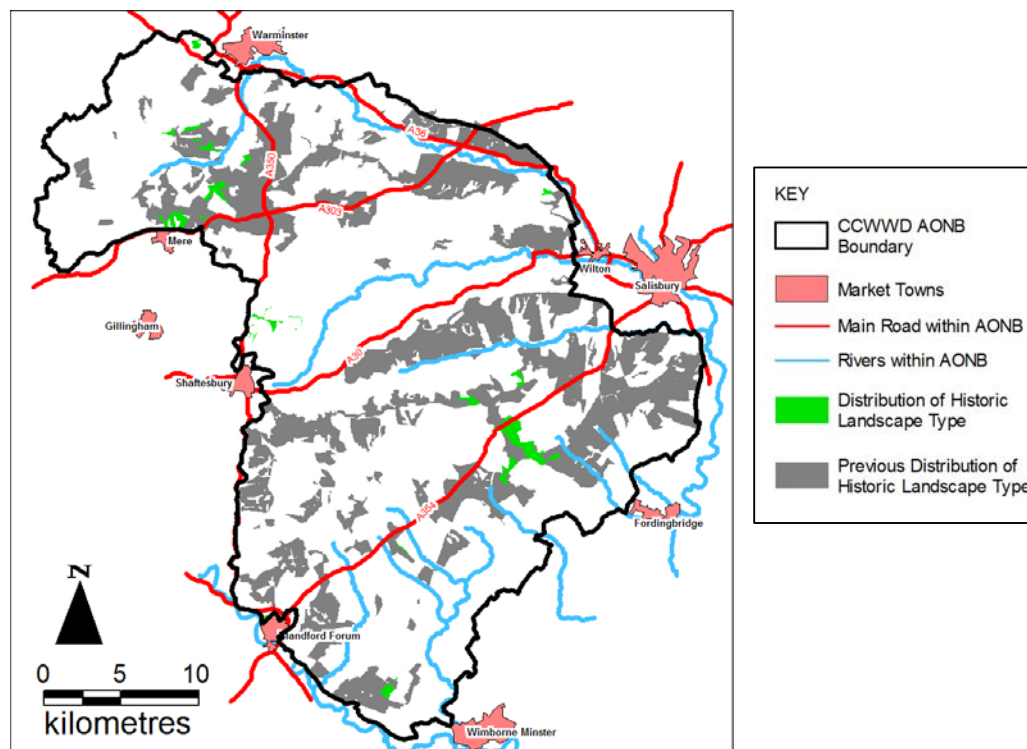 Warminster
A36
A350
A303
Mere
Wilton
Salisbury
Gillingham
A30
Shaftesbury
A354
Fordingbridge
N
landford Forum
0 5 10
kilometres
Wimborne Minster
KEY
CCWWD AONB
Boundary
Market Towns
Main Road within AONB
Rivers within AONB
Distribution of Historic
Landscape Type
Previous Distribution of
Historic Landscape Type